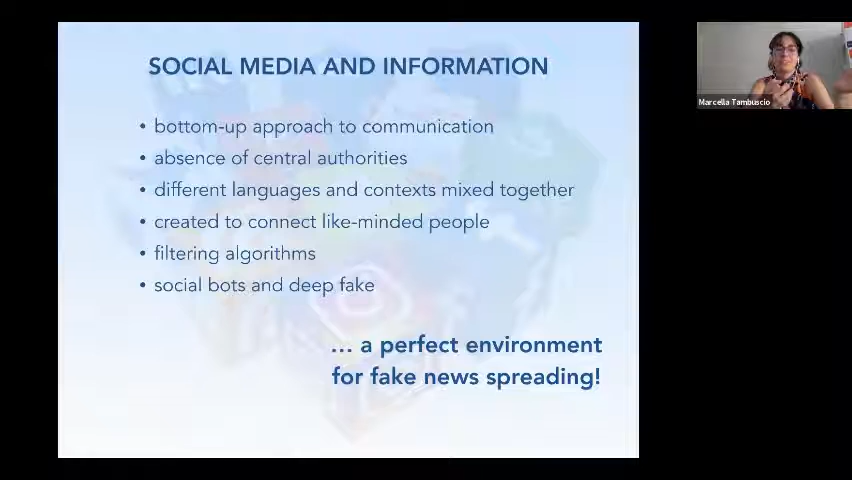 SOCIAL MEDIA AND INFORMATION
• bottom-up approach to communication
• absence of central authorities
• different languages and contexts mixed together
• created to connect like-minded people
• filtering algorithms
• social bots and deep fake
... a perfect environment
for fake news spreading!
Marcella Tambuscio